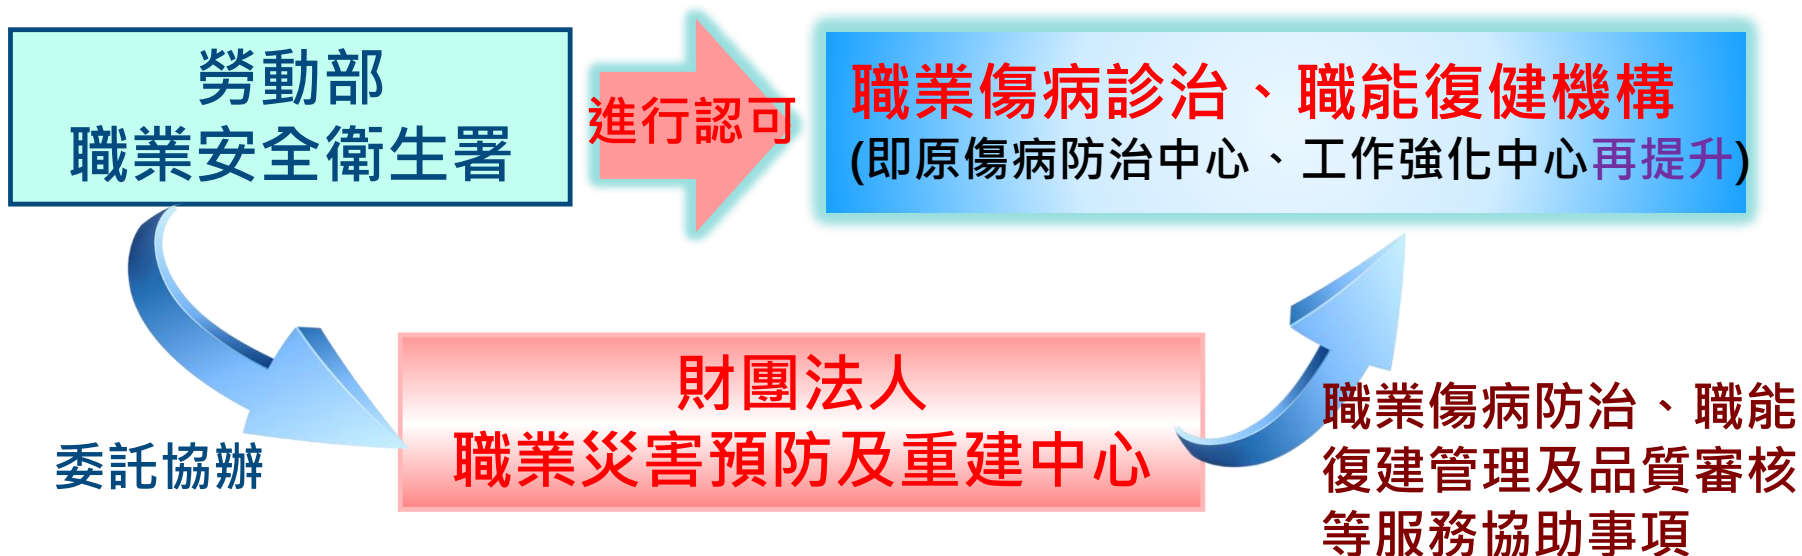 勞動部
職業安全衛生署
進行認可
職業傷病診治、職能復健機構
(即原傷病防治中心、工作強化中心再提升)
委託協辦
財團法人
職業災害預防及重建中心
職業傷病防治、職能
復建管理及品質審核
等服務協助事項